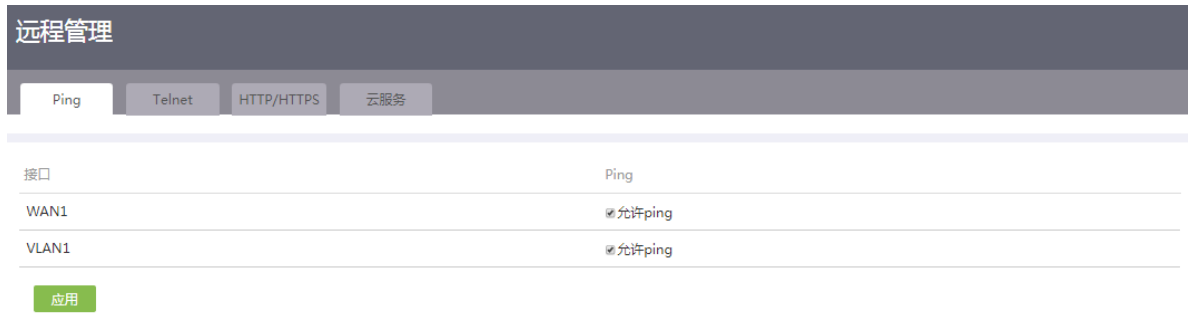 远程管理
Ping Telnet HTTP/HTTPS 云服务
接口 Ping
WAN1 允许ping
VLAN1 允许ping
应用